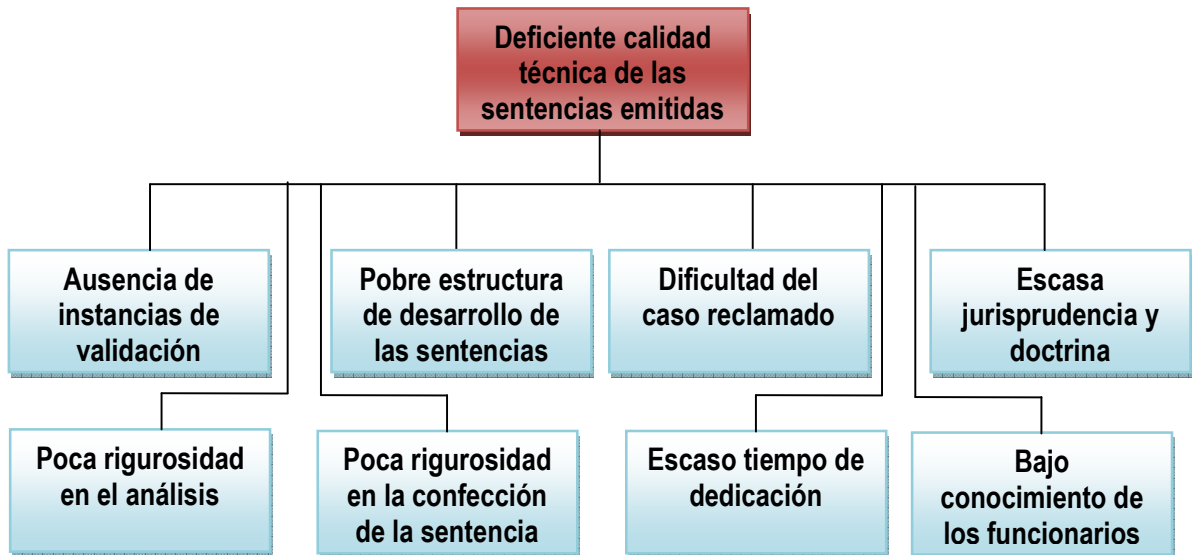 Deficiente calidad
técnica de las
sentencias emitidas
Ausencia de
instancias de
validación
Pobre estructura
de desarrollo de
las sentencias
Dificultad del
caso reclamado
Escasa
jurisprudencia y
doctrina
Poca rigurosidad
en el análisis
Poca rigurosidad
en la confección
de la sentencia
Escaso tiempo de
dedicación
Bajo
conocimiento de
los funcionarios